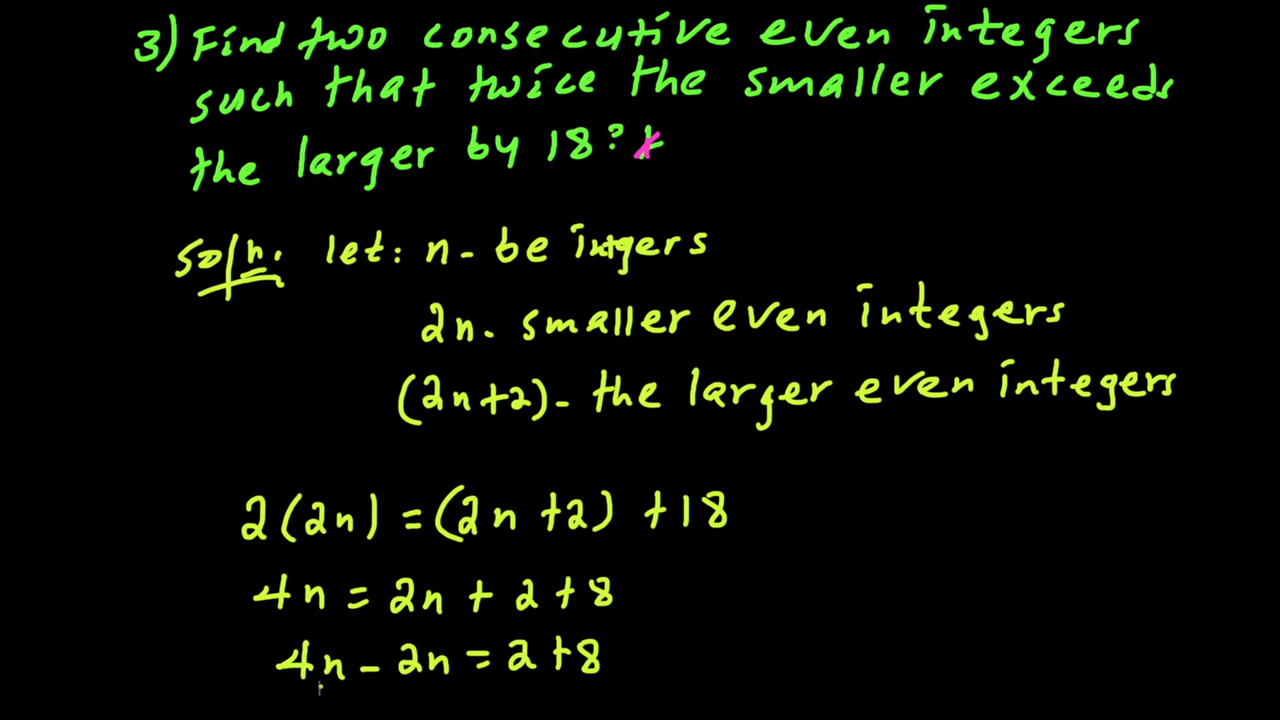 3) Find two consecutive even integers
such that twice the smaller exceeds
the larger by 18?
Soln. let: n - be intgers
2n - smaller even integers
(2n+2) - the larger even integers
2(2n) = (2n+2) +18
4n = 2n + 2 + 8
4n - 2n = 2 + 8